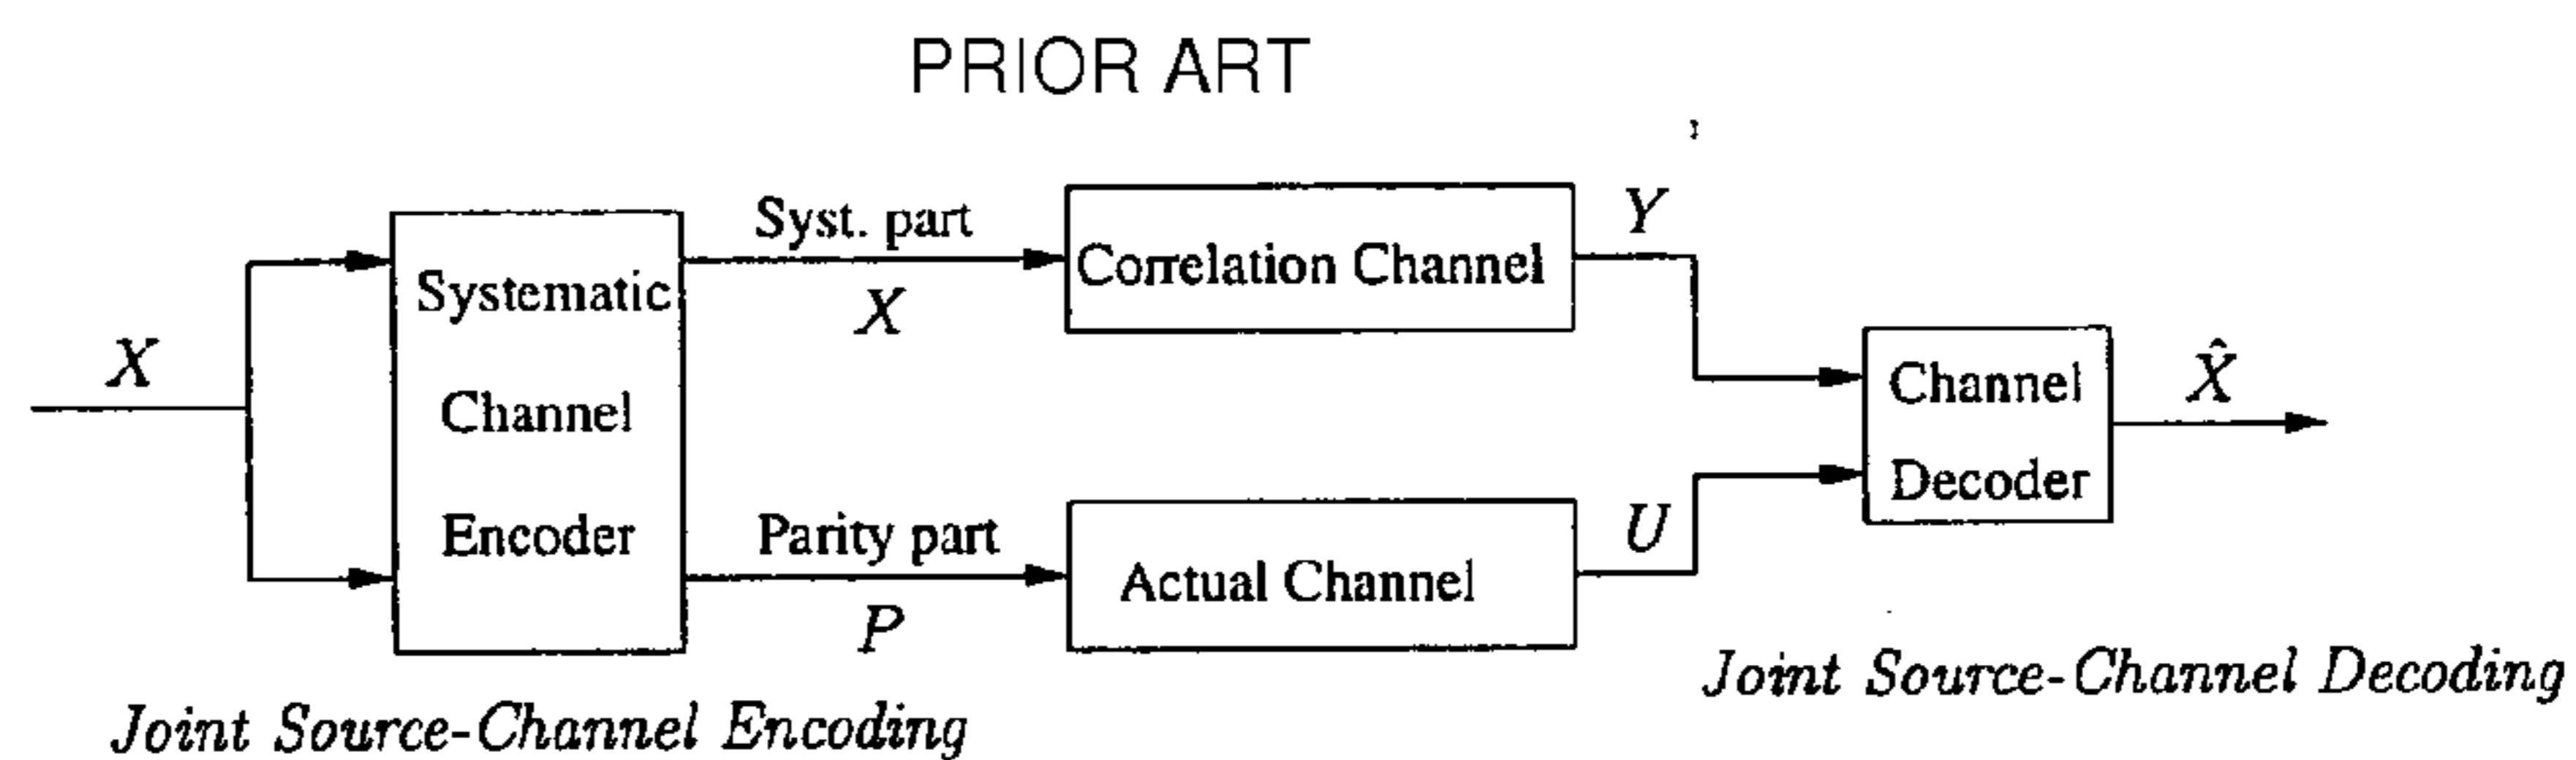 PRIOR ART
X
Systematic
Channel
Encoder
Syst. part
X
Parity part
P
Correlation Channel
Actual Channel
Y
U
Channel
Decoder
X̂
Joint Source-Channel Encoding
Joint Source-Channel Decoding